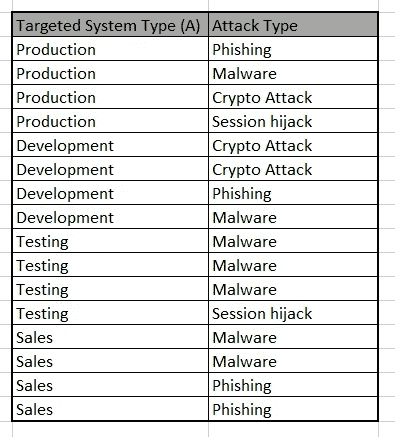 Targeted System Type (A) Attack Type
Production Phishing
Production Malware
Production Crypto Attack
Production Session hijack
Development Crypto Attack
Development Crypto Attack
Development Phishing
Development Malware
Testing Malware
Testing Malware
Testing Malware
Testing Session hijack
Sales Malware
Sales Malware
Sales Phishing
Sales Phishing